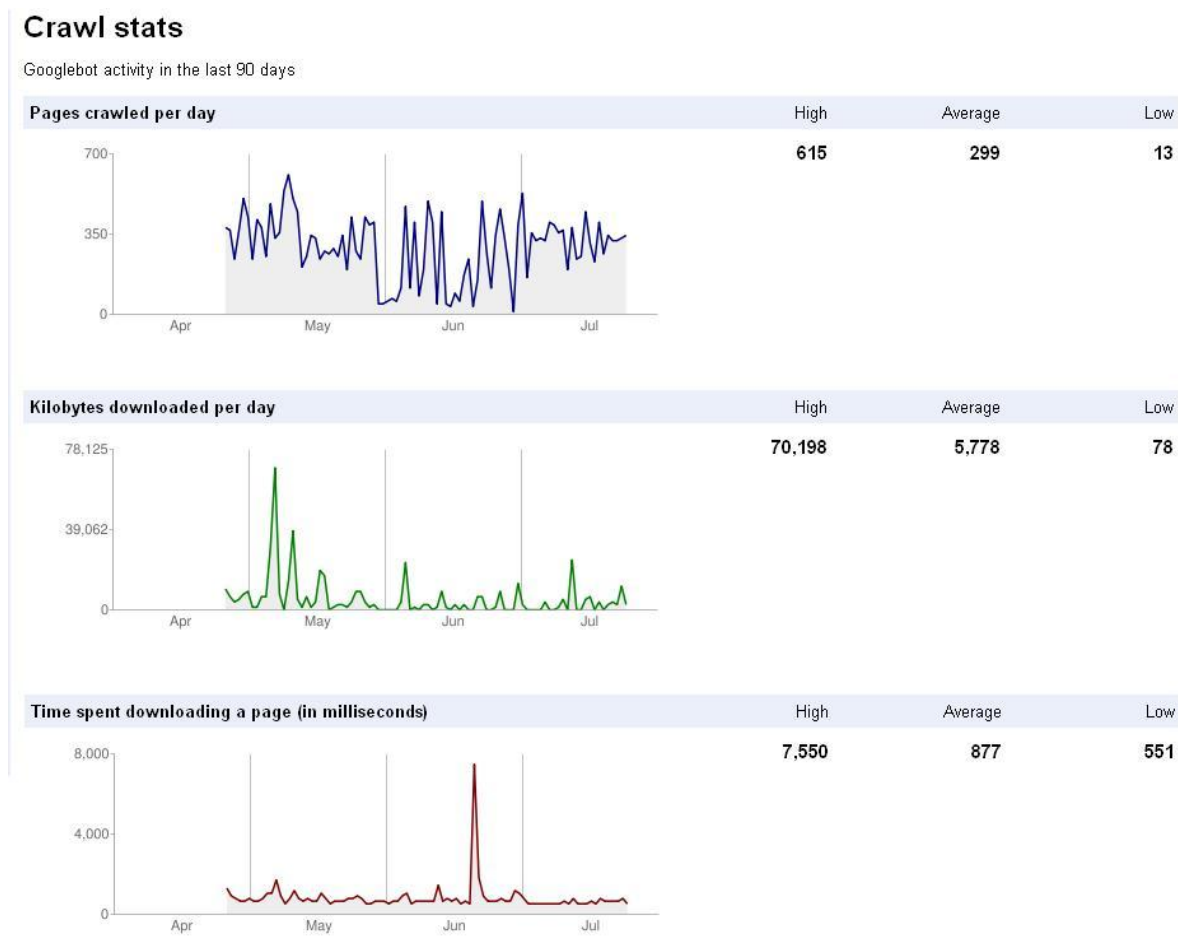 Crawl stats
Googlebot activity in the last 90 days
Pages crawled per day High Average Low
615 299 13
700
350
0
Apr May Jun Jul
Kilobytes downloaded per day High Average Low
70,198 5,778 78
78,125
39,062
0
Apr May Jun Jul
Time spent downloading a page (in milliseconds) High Average Low
7,550 877 551
8,000
4,000
0
Apr May Jun Jul